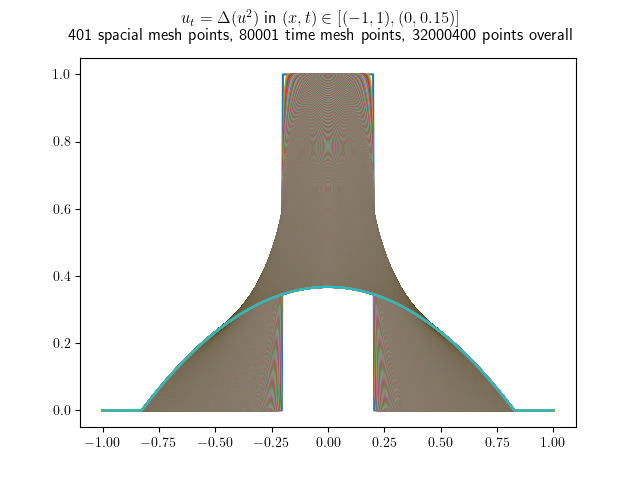 u_t = Δ(u²) in (x, t) ∈ [(−1, 1), (0, 0.15)]
401 spacial mesh points, 80001 time mesh points, 32000400 points overall
1.0
0.8
0.6
0.4
0.2
0.0
−1.00 −0.75 −0.50 −0.25 0.00 0.25 0.50 0.75 1.00